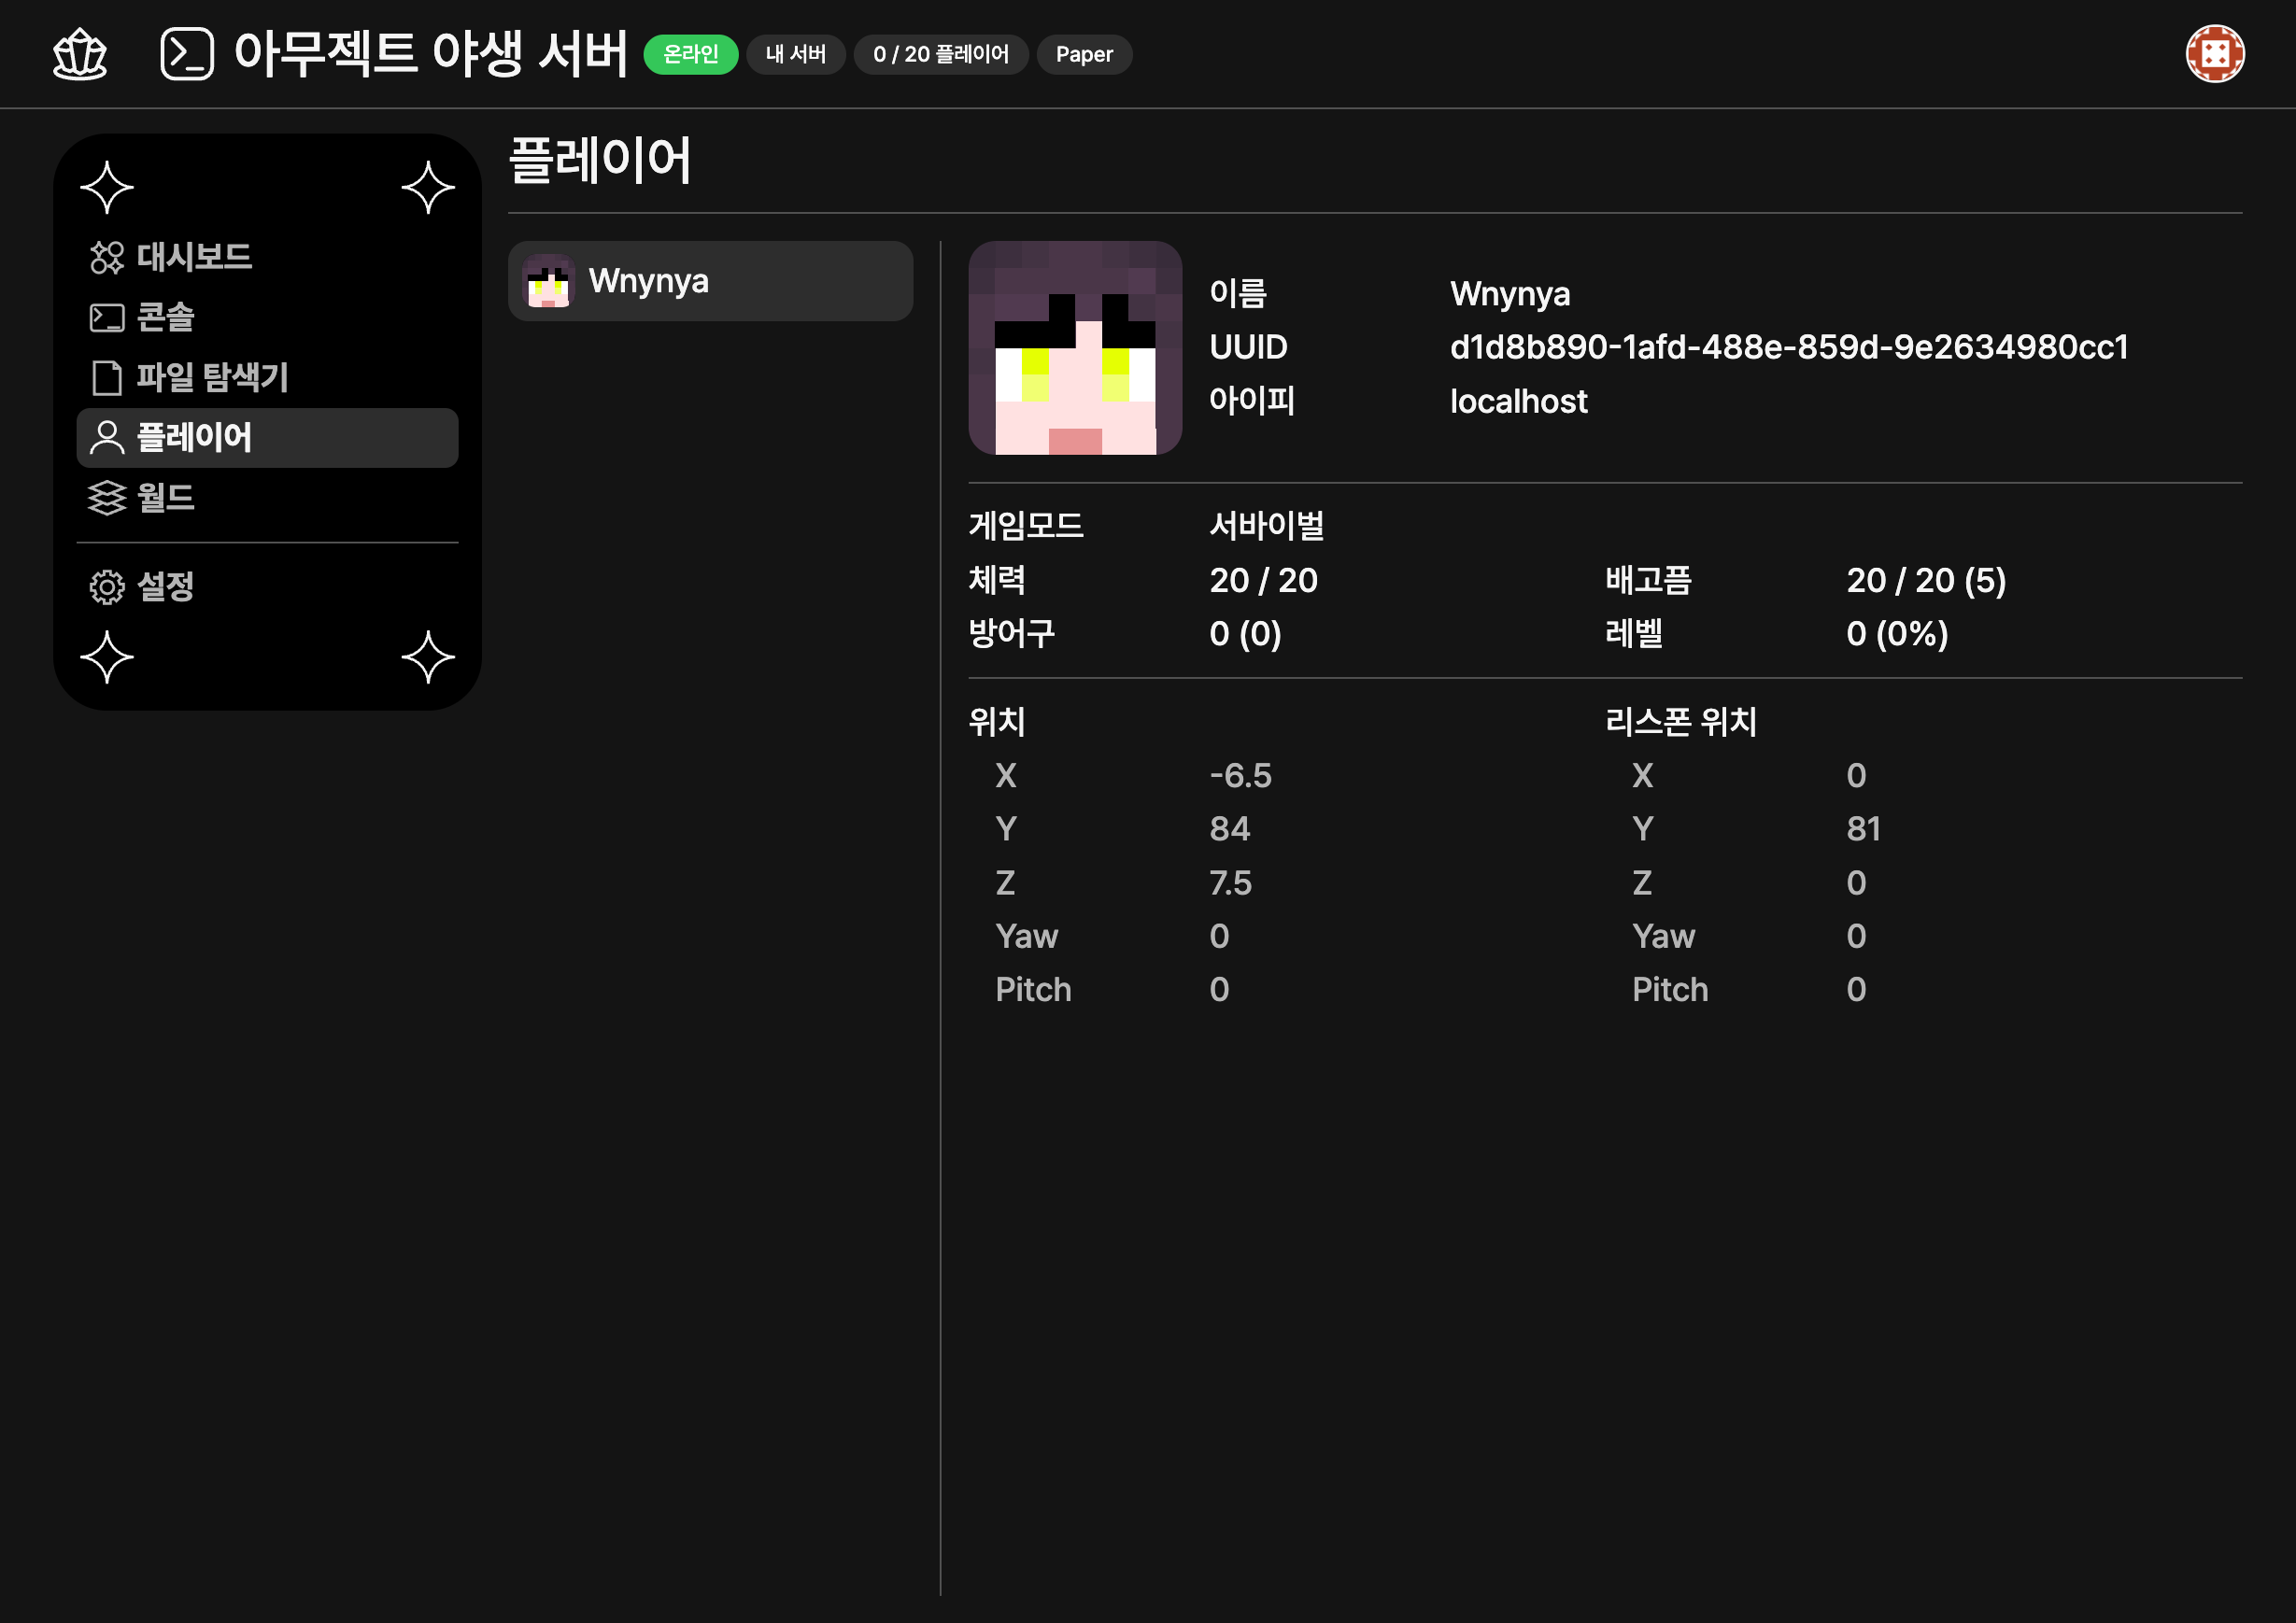 아무젝트 야생 서버 온라인 내 서버 0 / 20 플레이어 Paper
대시보드
콘솔
파일 탐색기
플레이어
월드
설정
플레이어
Wnynya
이름 Wnynya
UUID d1d8b890-1afd-488e-859d-9e2634980cc1
아이피 localhost
게임모드 서바이벌
체력 20 / 20 배고픔 20 / 20 (5)
방어구 0 (0) 레벨 0 (0%)
위치 리스폰 위치
X -6.5 X 0
Y 84 Y 81
Z 7.5 Z 0
Yaw 0 Yaw 0
Pitch 0 Pitch 0